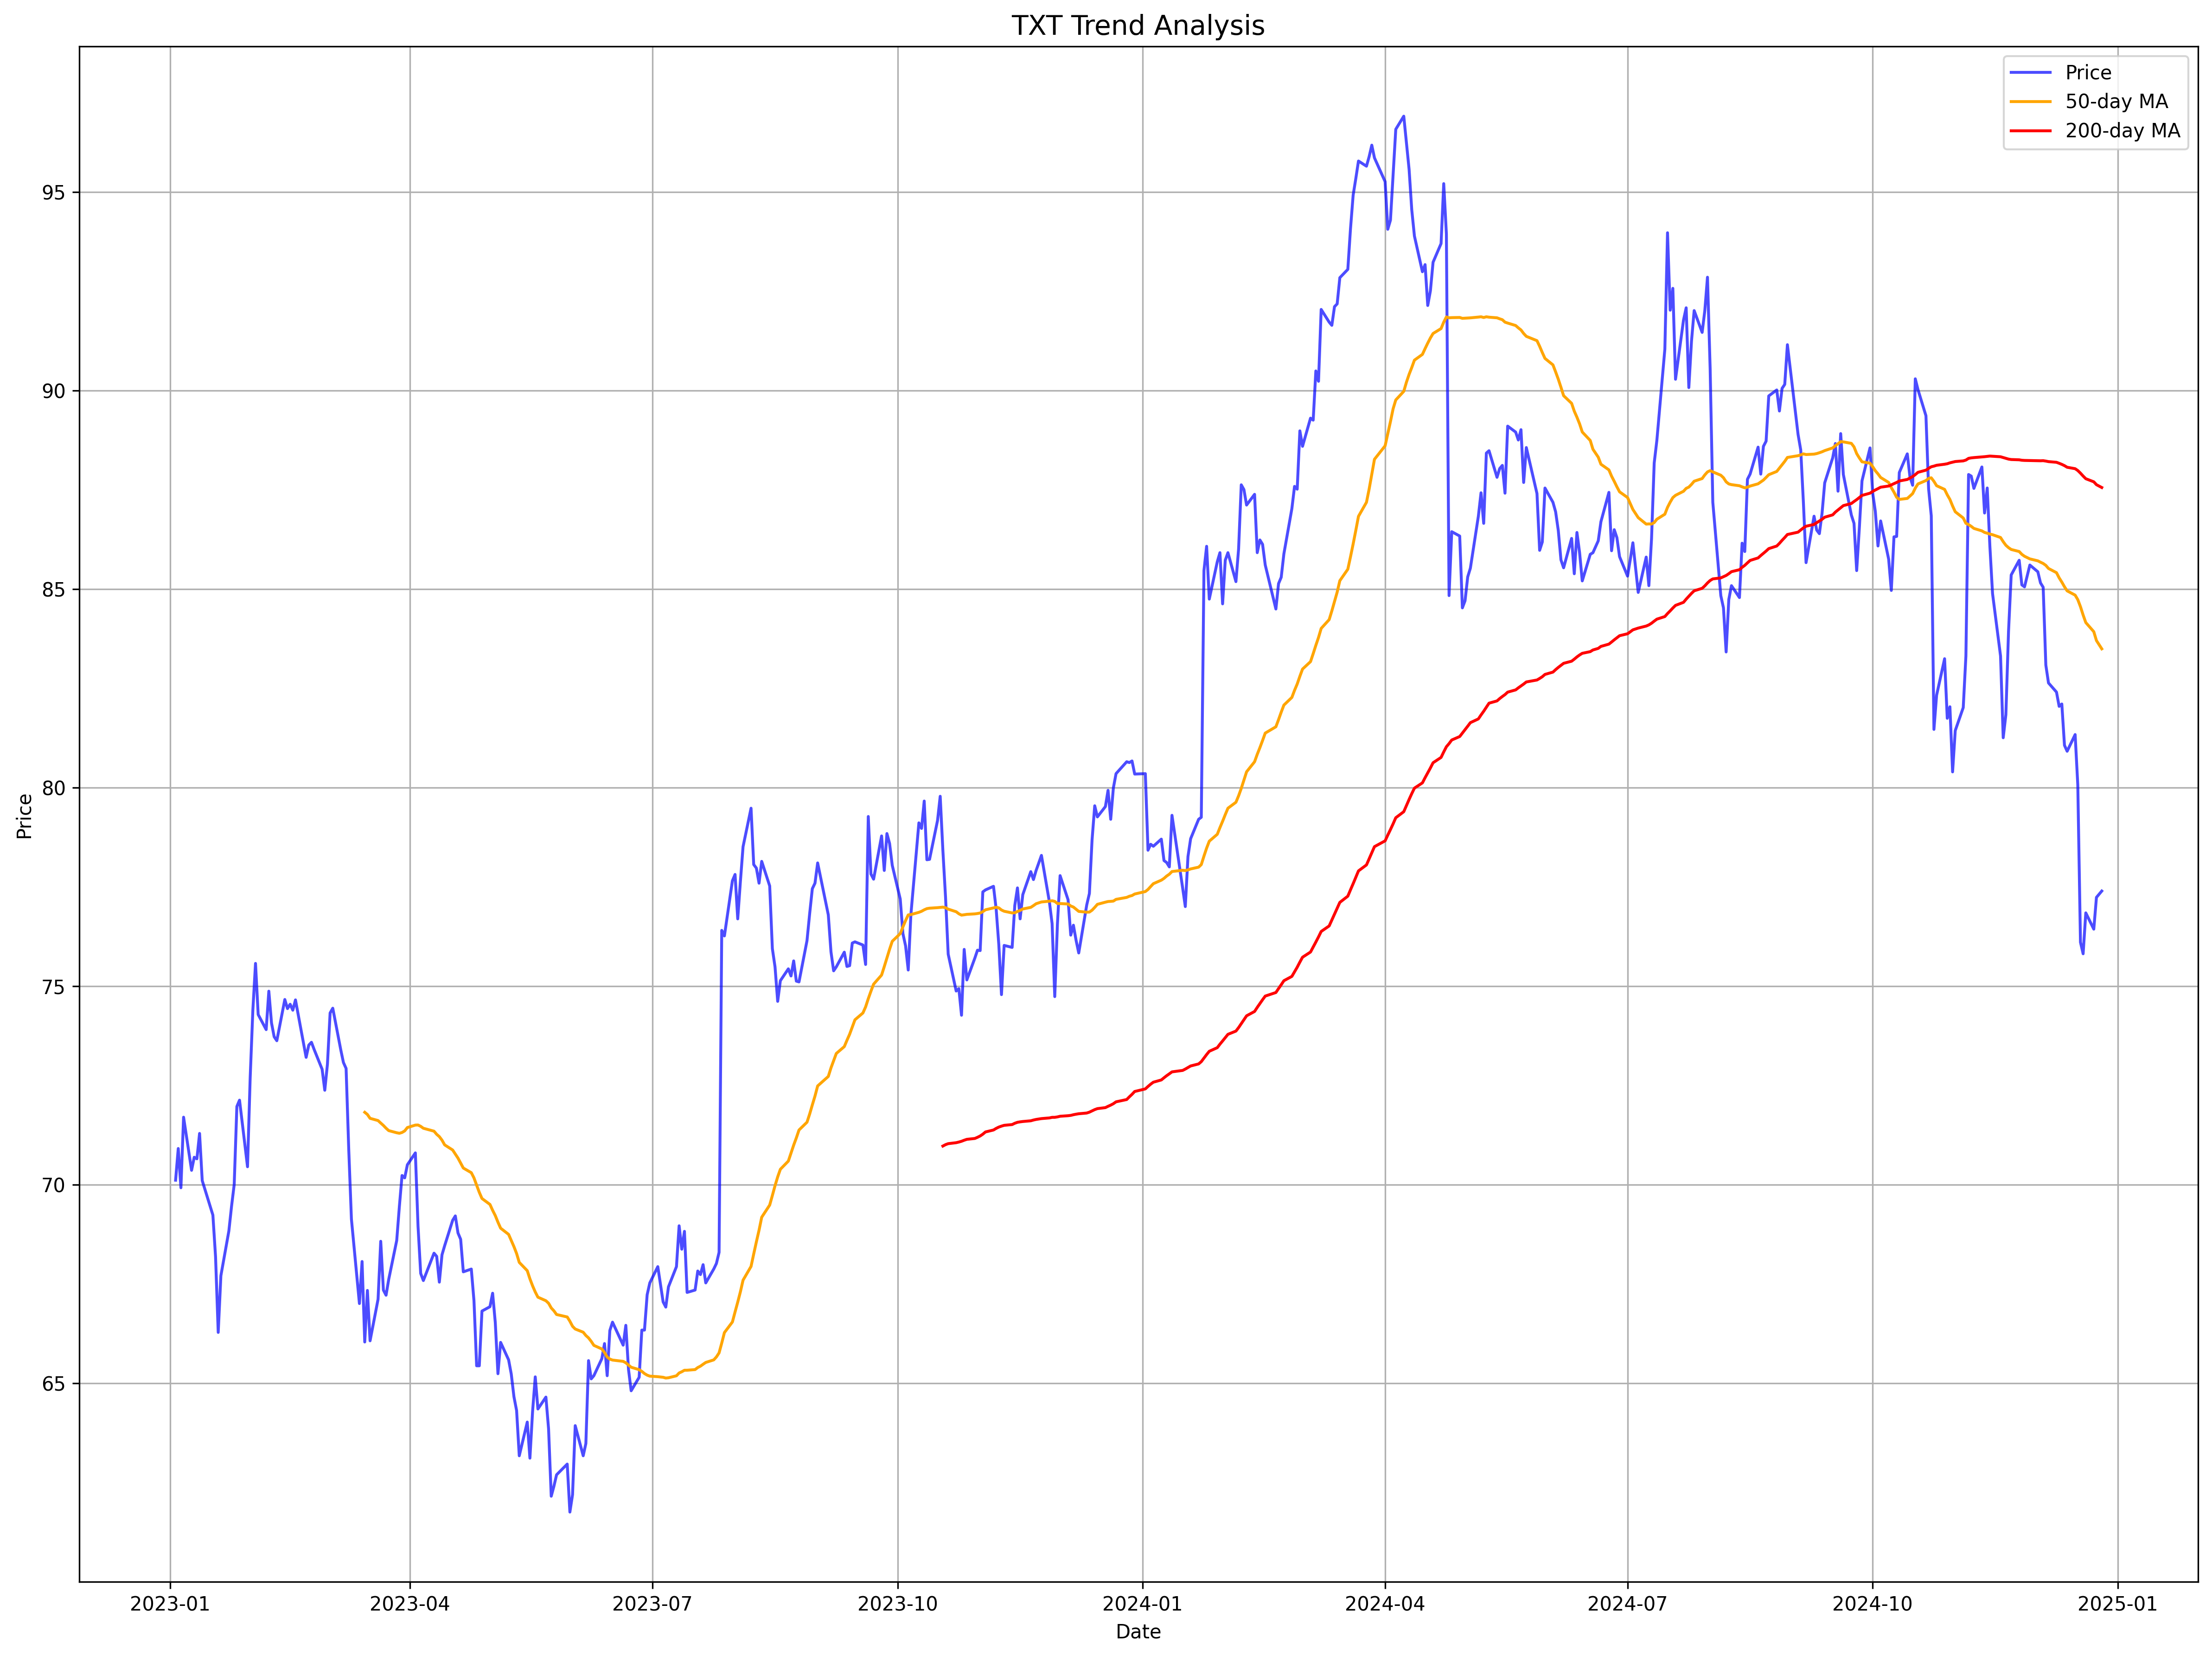 TXT Trend Analysis
Price
50-day MA
200-day MA
95
90
85
80
75
70
65
Price
2023-01
2023-04
2023-07
2023-10
2024-01
2024-04
2024-07
2024-10
2025-01
Date